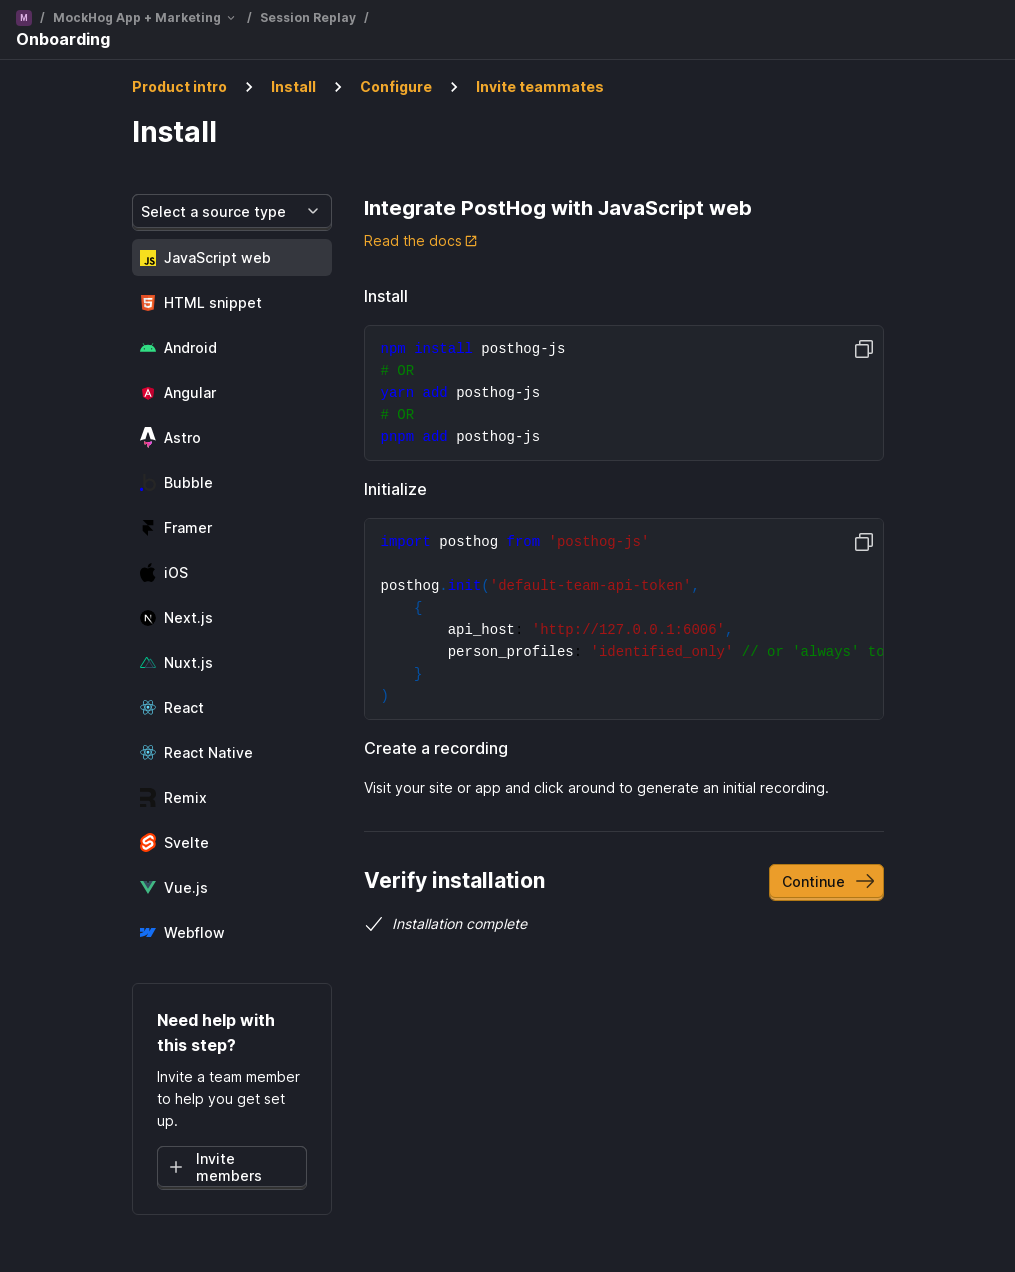 M / MockHog App + Marketing / Session Replay /
Onboarding
Product intro > Install > Configure > Invite teammates
Install
Select a source type
JavaScript web
HTML snippet
Android
Angular
Astro
Bubble
Framer
iOS
Next.js
Nuxt.js
React
React Native
Remix
Svelte
Vue.js
Webflow
Need help with
this step?
Invite a team member
to help you get set
up.
Invite
members
Integrate PostHog with JavaScript web
Read the docs
Install
npm install posthog-js
# OR
yarn add posthog-js
# OR
pnpm add posthog-js
Initialize
import posthog from 'posthog-js'
posthog.init('default-team-api-token',
{
api_host: 'http://127.0.0.1:6006',
person_profiles: 'identified_only' // or 'always' to
}
)
Create a recording
Visit your site or app and click around to generate an initial recording.
Verify installation
Continue
Installation complete